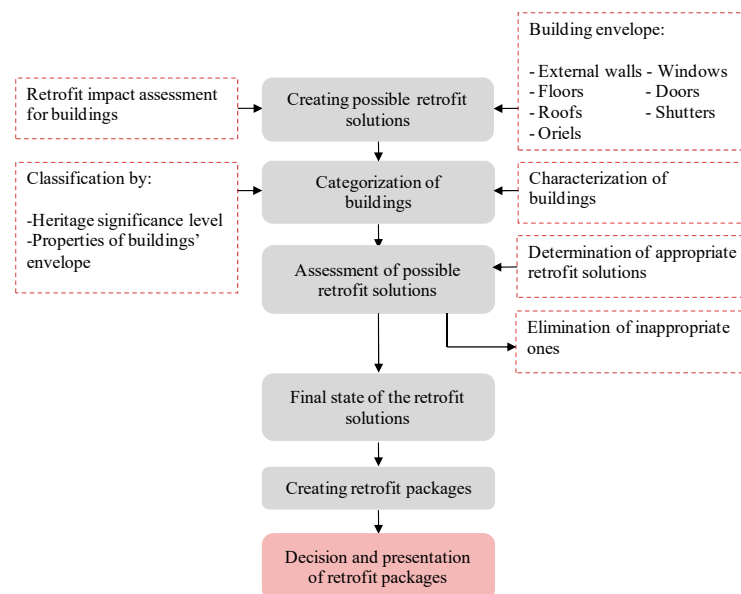 Building envelope:
- External walls - Windows
- Floors - Doors
- Roofs - Shutters
- Oriels
Retrofit impact assessment
for buildings
Creating possible retrofit
solutions
Classification by:
-Heritage significance level
-Properties of buildings’
envelope
Categorization of
buildings
Characterization of
buildings
Assessment of possible
retrofit solutions
Determination of appropriate
retrofit solutions
Elimination of inappropriate
ones
Final state of the retrofit
solutions
Creating retrofit packages
Decision and presentation
of retrofit packages